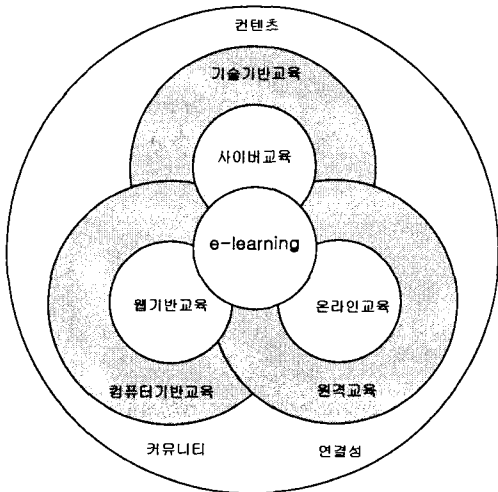 컨텐츠
기술기반교육
사이버교육
e-learning
웹기반교육
온라인교육
컴퓨터기반교육
원격교육
커뮤니티
연결성